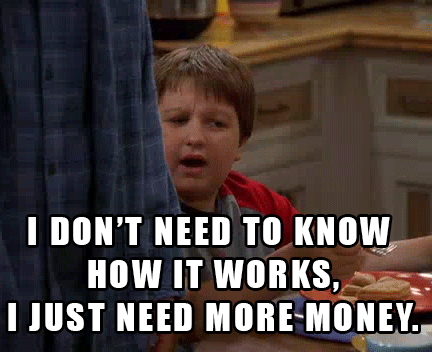 I DON'T NEED TO KNOW
HOW IT WORKS,
I JUST NEED MORE MONEY.